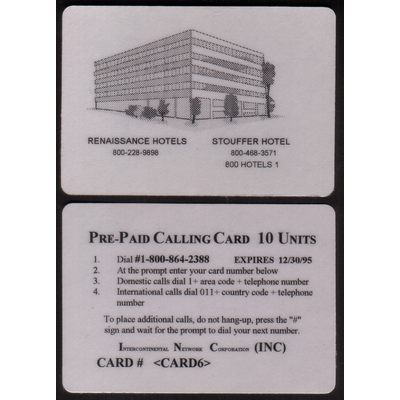 RENAISSANCE HOTELS STOUFFER HOTEL
800-228-9898 800-468-3571
800 HOTELS 1
PRE-PAID CALLING CARD 10 UNITS
1. Dial #1-800-864-2388 EXPIRES 12/30/95
2. At the prompt enter your card number below
3. Domestic calls dial 1+ area code + telephone number
4. International calls dial 011+ country code + telephone
number
To place additional calls, do not hang-up, press the "#"
sign and wait for the prompt to dial your next number.
INTERCONTINENTAL NETWORK CORPORATION (INC)
CARD # <CARD6>